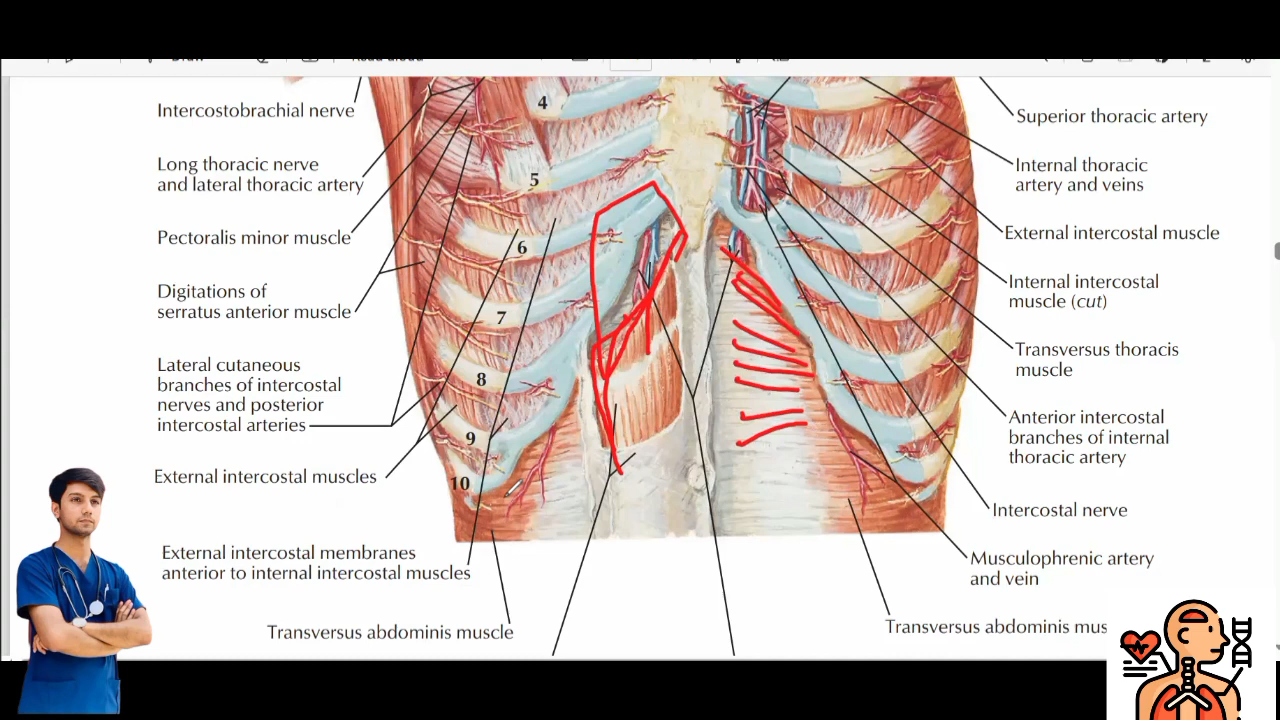 Intercostobrachial nerve
Long thoracic nerve
and lateral thoracic artery
Pectoralis minor muscle
Digitations of
serratus anterior muscle
Lateral cutaneous
branches of intercostal
nerves and posterior
intercostal arteries
External intercostal muscles
External intercostal membranes
anterior to internal intercostal muscles
Transversus abdominis muscle
4
5
6
7
8
9
10
Superior thoracic artery
Internal thoracic
artery and veins
External intercostal muscle
Internal intercostal
muscle (cut)
Transversus thoracis
muscle
Anterior intercostal
branches of internal
thoracic artery
Intercostal nerve
Musculophrenic artery
and vein
Transversus abdominis mus